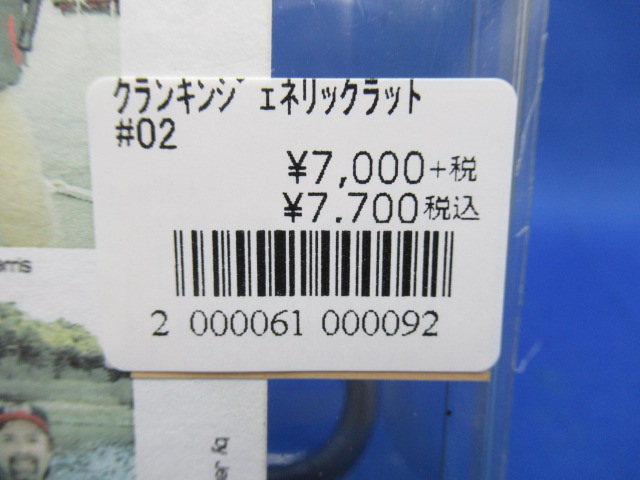 クランキンジェネリックラット
#02
¥7,000+税
¥7.700税込
2 000061 000092
by